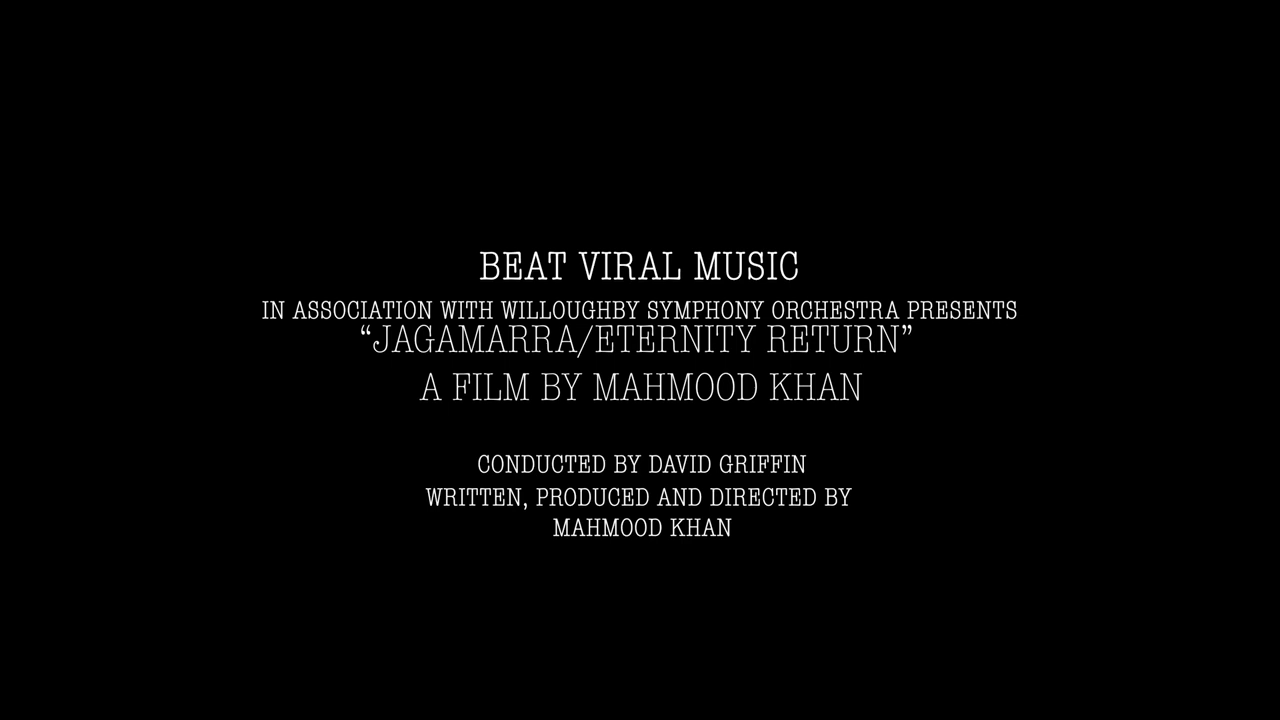 BEAT VIRAL MUSIC
IN ASSOCIATION WITH WILLOUGHBY SYMPHONY ORCHESTRA PRESENTS
“JAGAMARRA/ETERNITY RETURN”
A FILM BY MAHMOOD KHAN
CONDUCTED BY DAVID GRIFFIN
WRITTEN, PRODUCED AND DIRECTED BY
MAHMOOD KHAN